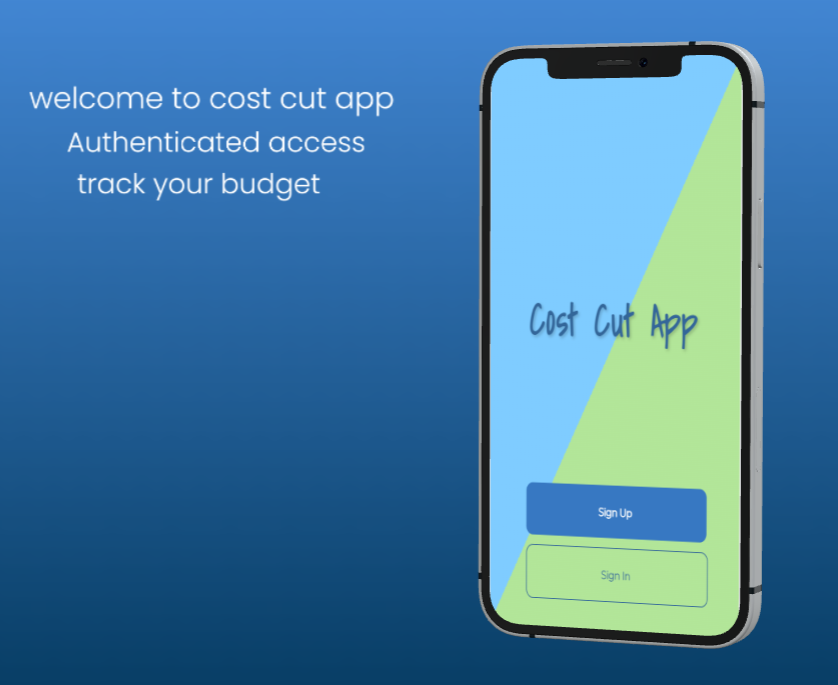 welcome to cost cut app
Authenticated access
track your budget
Cost Cut App
Sign Up
Sign In